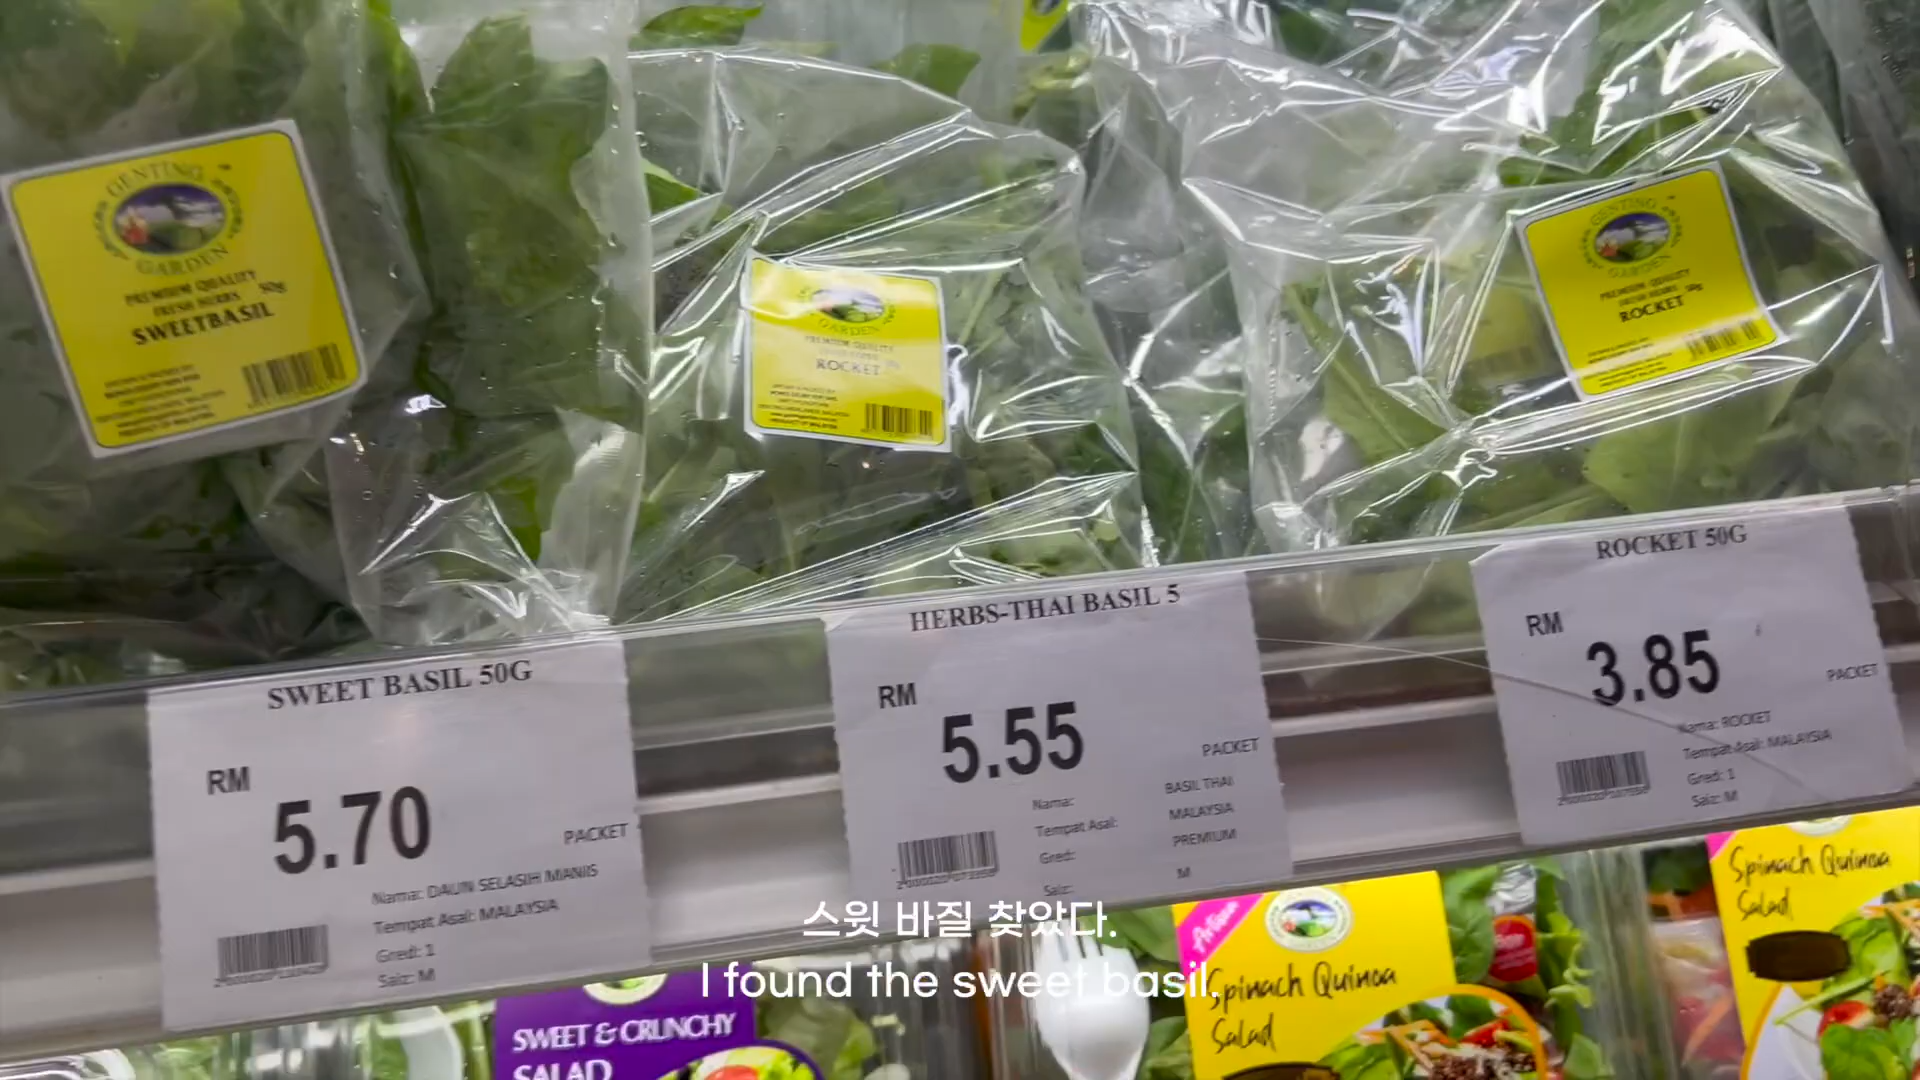 GENTING
GARDEN
PREMIUM QUALITY
FRESH HERBS 50g
SWEETBASIL
GARDEN
PREMIUM QUALITY
ROCKET
PRODUCT OF MALAYSIA
GENTING
GARDEN
PREMIUM QUALITY
FRESH HERBS 50g
ROCKET
SWEET BASIL 50G
RM
5.70
PACKET
Nama: DAUN SELASIH MANIS
Tempat Asal: MALAYSIA
Gred: 1
Saiz: M
HERBS-THAI BASIL 5
RM
5.55
PACKET
Nama: BASIL THAI
Tempat Asal: MALAYSIA
Gred: PREMIUM
Saiz: M
ROCKET 50G
RM
3.85
PACKET
Nama: ROCKET
Tempat Asal: MALAYSIA
Gred: 1
Saiz: M
스윗 바질 찾았다.
I found the sweet basil.
SWEET & CRUNCHY
SALAD
Artisan
Spinach Quinoa
Salad
Spinach Quinoa
Salad